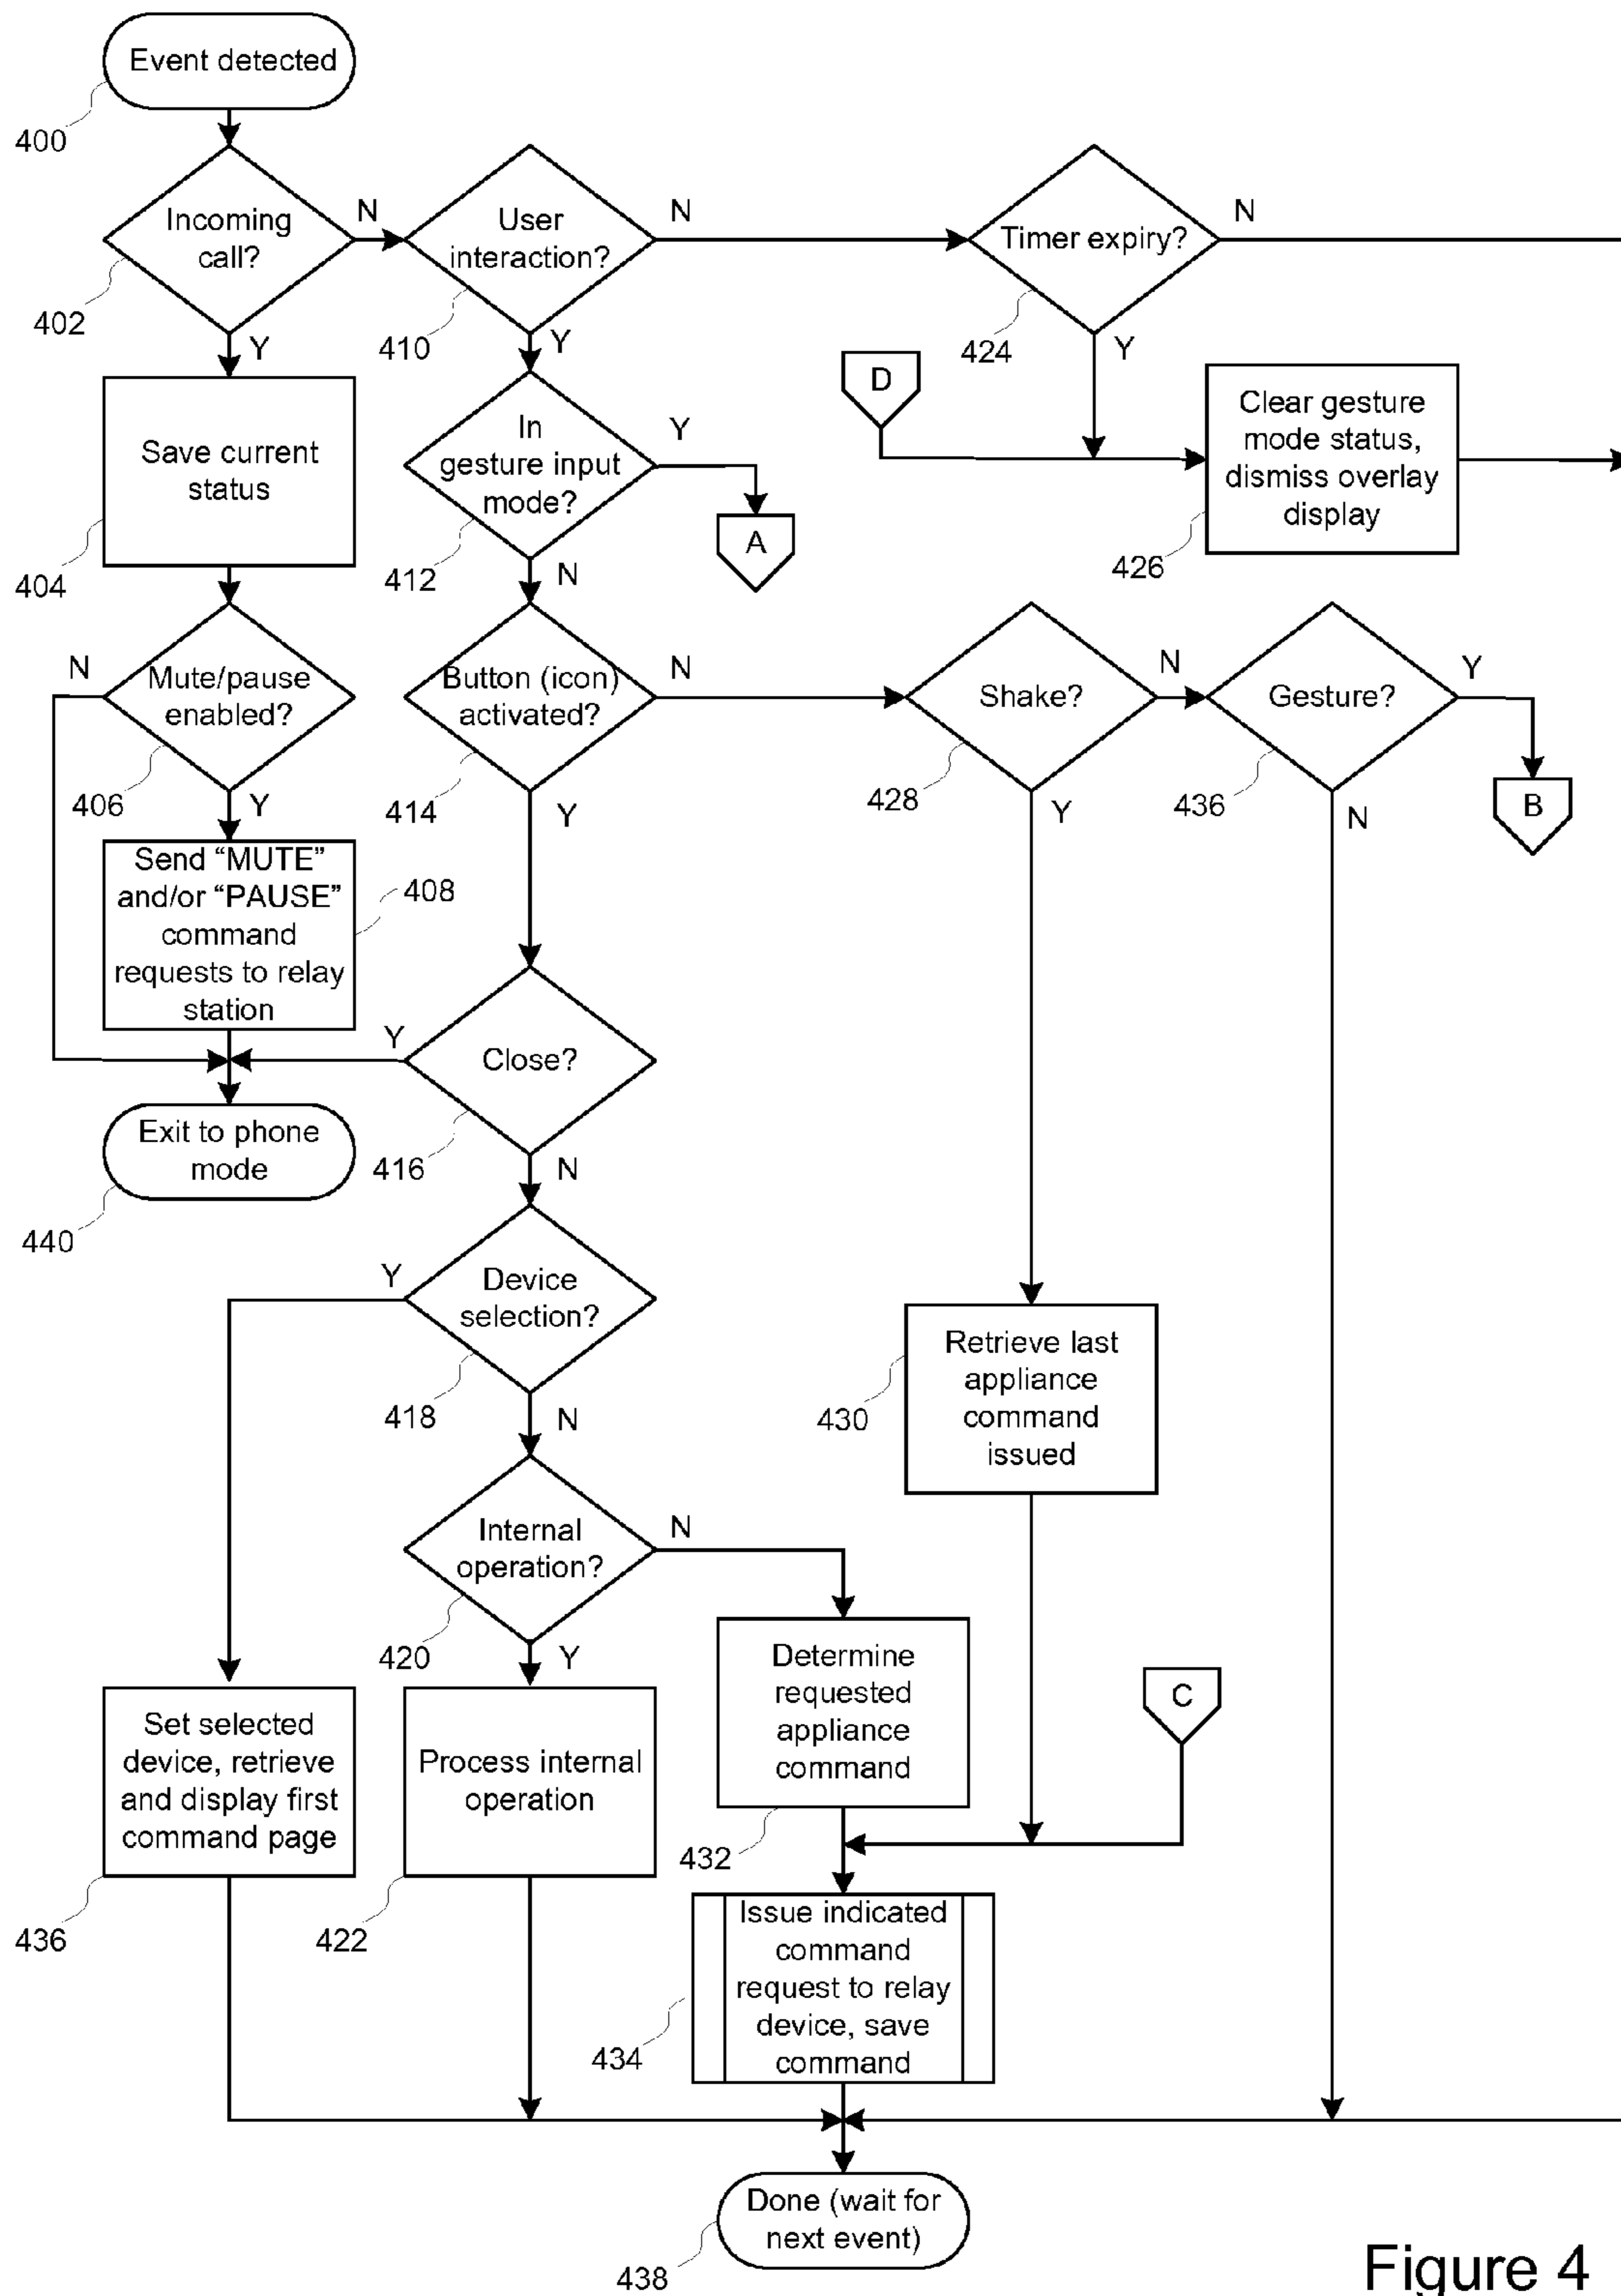 Event detected
400
Incoming
call?
N
Y
402
User
interaction?
N
Y
410
Timer expiry?
N
Y
424
Save current
status
404
In
gesture input
mode?
Y
N
412
A
D
Clear gesture
mode status,
dismiss overlay
display
426
Mute/pause
enabled?
N
Y
406
Button (icon)
activated?
N
Y
414
Shake?
N
Y
428
Gesture?
Y
N
436
B
Send “MUTE”
and/or “PAUSE”
command
requests to relay
station
408
Close?
Y
N
416
Exit to phone
mode
440
Device
selection?
Y
N
418
Retrieve last
appliance
command
issued
430
Internal
operation?
N
Y
420
Set selected
device, retrieve
and display first
command page
436
Process internal
operation
422
Determine
requested
appliance
command
432
C
Issue indicated
command
request to relay
device, save
command
434
Done (wait for
next event)
438
Figure 4